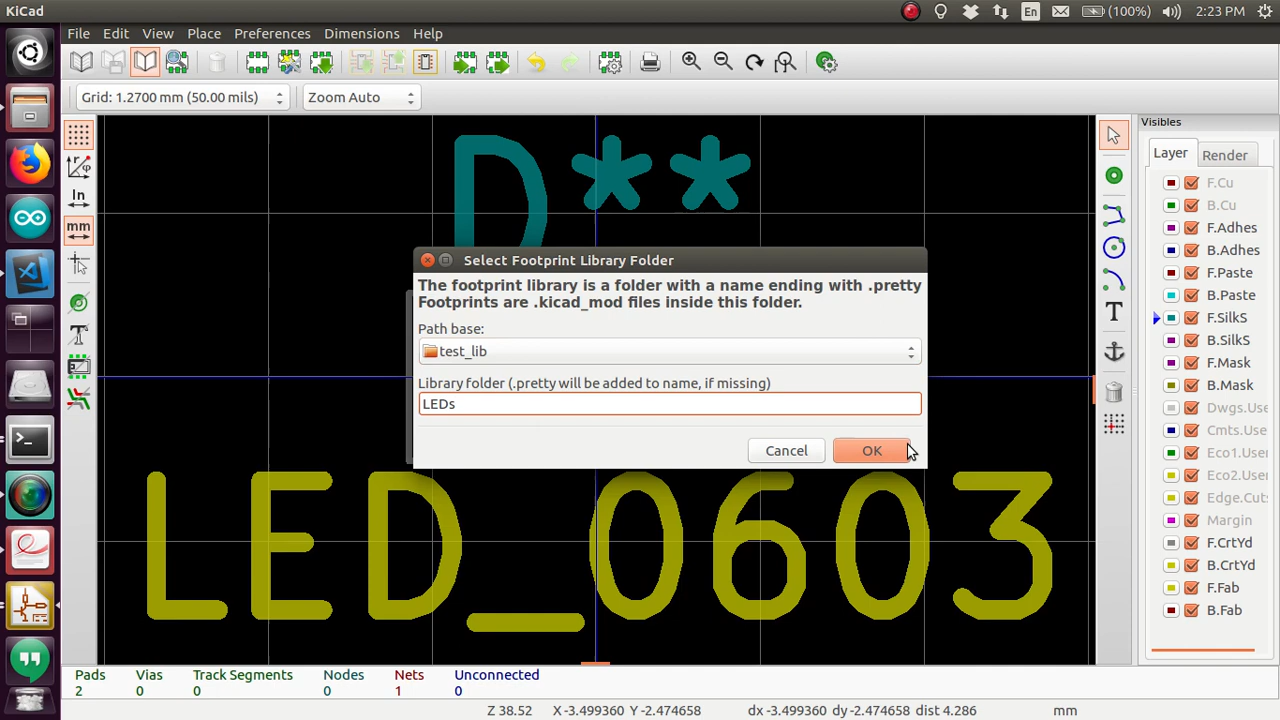 KiCad
En
(100%)
2:23 PM
File Edit View Place Preferences Dimensions Help
Grid: 1.2700 mm (50.00 mils)
Zoom Auto
Visibles
Layer Render
F.Cu
B.Cu
F.Adhes
B.Adhes
F.Paste
B.Paste
F.SilkS
B.SilkS
F.Mask
B.Mask
Dwgs.Use
Cmts.Use
Eco1.User
Eco2.User
Edge.Cuts
Margin
F.CrtYd
B.CrtYd
F.Fab
B.Fab
r φ
In
mm
T
T
D**
Select Footprint Library Folder
The footprint library is a folder with a name ending with .pretty
Footprints are .kicad_mod files inside this folder.
Path base:
test_lib
Library folder (.pretty will be added to name, if missing)
LEDs
Cancel OK
LED_0603
Pads Vias Track Segments Nodes Nets Unconnected
2 0 0 0 1 0
Z 38.52 X -3.499360 Y -2.474658 dx -3.499360 dy -2.474658 dist 4.286 mm